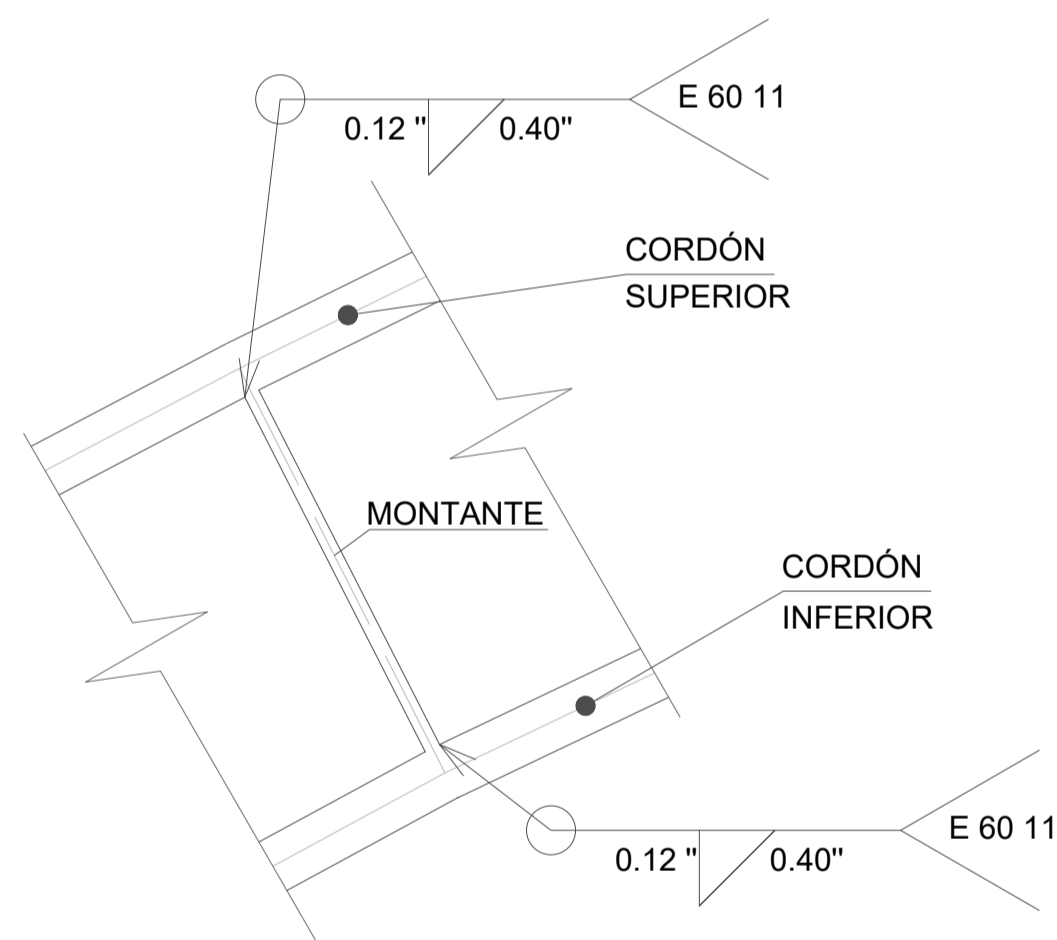 E 60 11
0.12 " 0.40"
CORDÓN
SUPERIOR
MONTANTE
CORDÓN
INFERIOR
E 60 11
0.12 " 0.40"